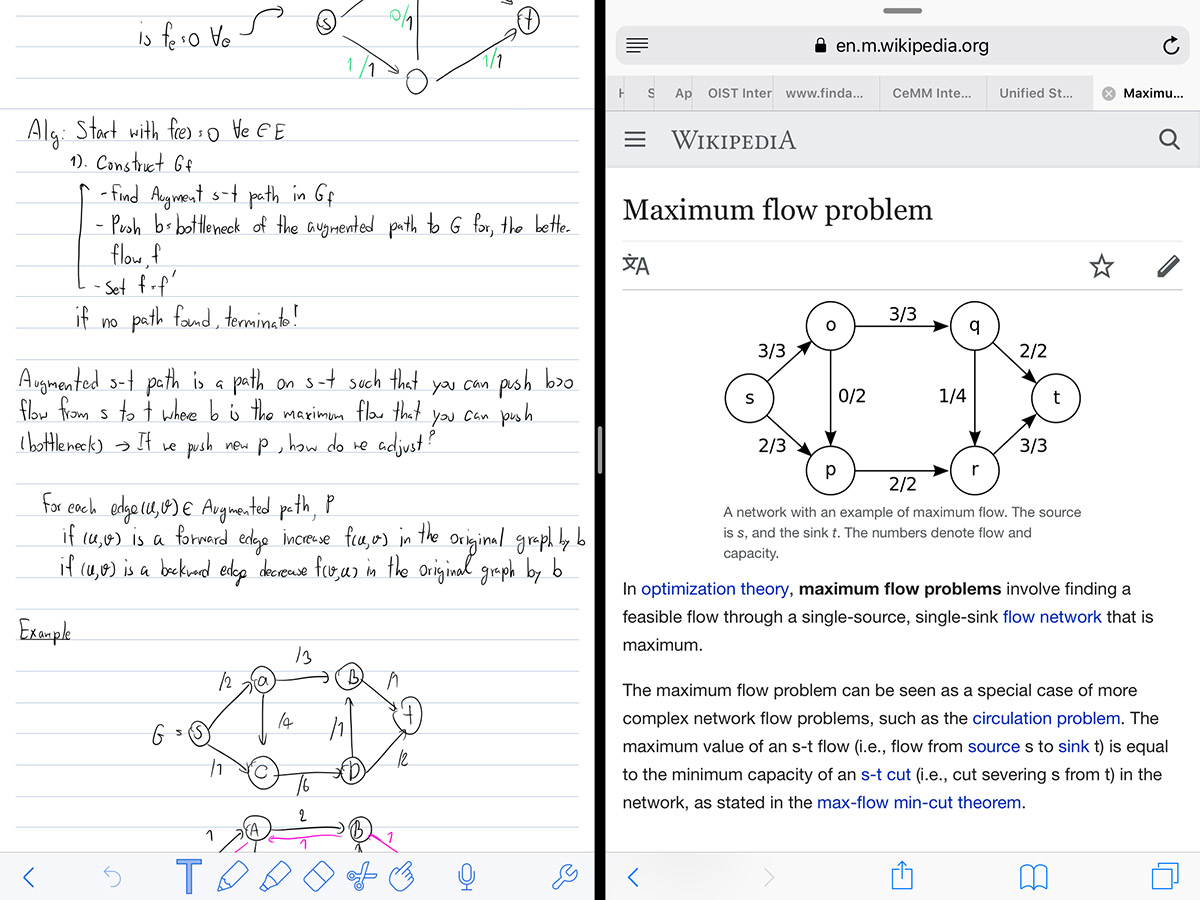 is fe=0 ∀e
s
0/1
t
1/1
1/1
Alg: Start with f(e)=0 ∀e∈E
1). Construct Gf
- find Augment s-t path in Gf
- Push b=bottleneck of the augmented path to G for, the better
flow, f
- Set f=f'
if no path found, terminate!
Augmented s-t path is a path on s-t such that you can push b>0
flow from s to t where b is the maximum flow that you can push
(bottleneck) → If we push new p, how do we adjust?
For each edge(u,v)∈ Augmented path, P
if (u,v) is a forward edge increase f(u,v) in the original graph by b
if (u,v) is a backward edge decrease f(v,u) in the original graph by b
Example
/3
/2 a B /1
G = S /4 /1 t
/1 C D /2
/6
2
1 A B 1
1
en.m.wikipedia.org
H S Ap OIST Inter www.finda... CeMM Inte... Unified St... Maximu...
WIKIPEDIA
Maximum flow problem
文A
3/3
o q
3/3 2/2
s 0/2 1/4 t
2/3 3/3
p r
2/2
A network with an example of maximum flow. The source
is s, and the sink t. The numbers denote flow and
capacity.
In optimization theory, maximum flow problems involve finding a
feasible flow through a single-source, single-sink flow network that is
maximum.
The maximum flow problem can be seen as a special case of more
complex network flow problems, such as the circulation problem. The
maximum value of an s-t flow (i.e., flow from source s to sink t) is equal
to the minimum capacity of an s-t cut (i.e., cut severing s from t) in the
network, as stated in the max-flow min-cut theorem.
T